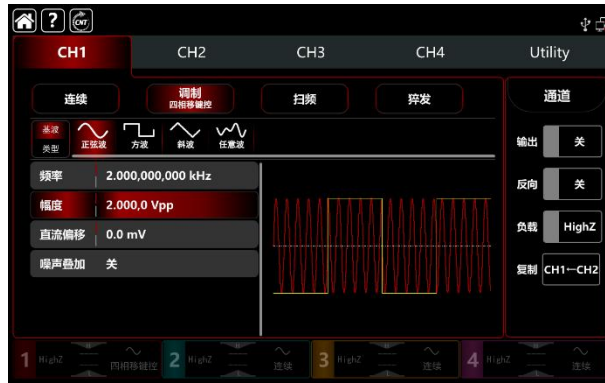 ? CNT
CH1 CH2 CH3 CH4 Utility
连续 调制 扫频 猝发 通道
四相移键控
基波 类型 正弦波 方波 斜波 任意波
输出 关
频率 2.000,000,000 kHz
反向 关
幅度 2.000,0 Vpp
负载 HighZ
直流偏移 0.0 mV
噪声叠加 关
复制 CH1←CH2
1 HighZ 四相移键控 2 HighZ 连续 3 HighZ 连续 4 HighZ 连续